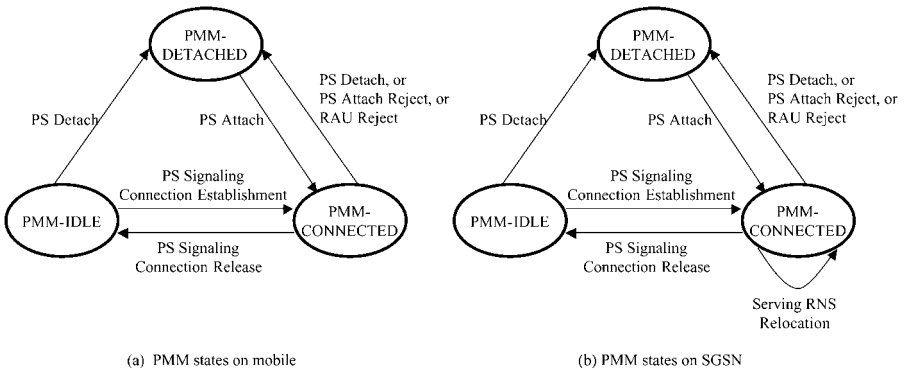 PMM-
DETACHED
PS Detach
PS Attach
PS Detach, or
PS Attach Reject, or
RAU Reject
PS Signaling
Connection Establishment
PMM-IDLE
PMM-
CONNECTED
PS Signaling
Connection Release
(a) PMM states on mobile
PMM-
DETACHED
PS Detach
PS Attach
PS Detach, or
PS Attach Reject, or
RAU Reject
PS Signaling
Connection Establishment
PMM-IDLE
PMM-
CONNECTED
PS Signaling
Connection Release
Serving RNS
Relocation
(b) PMM states on SGSN